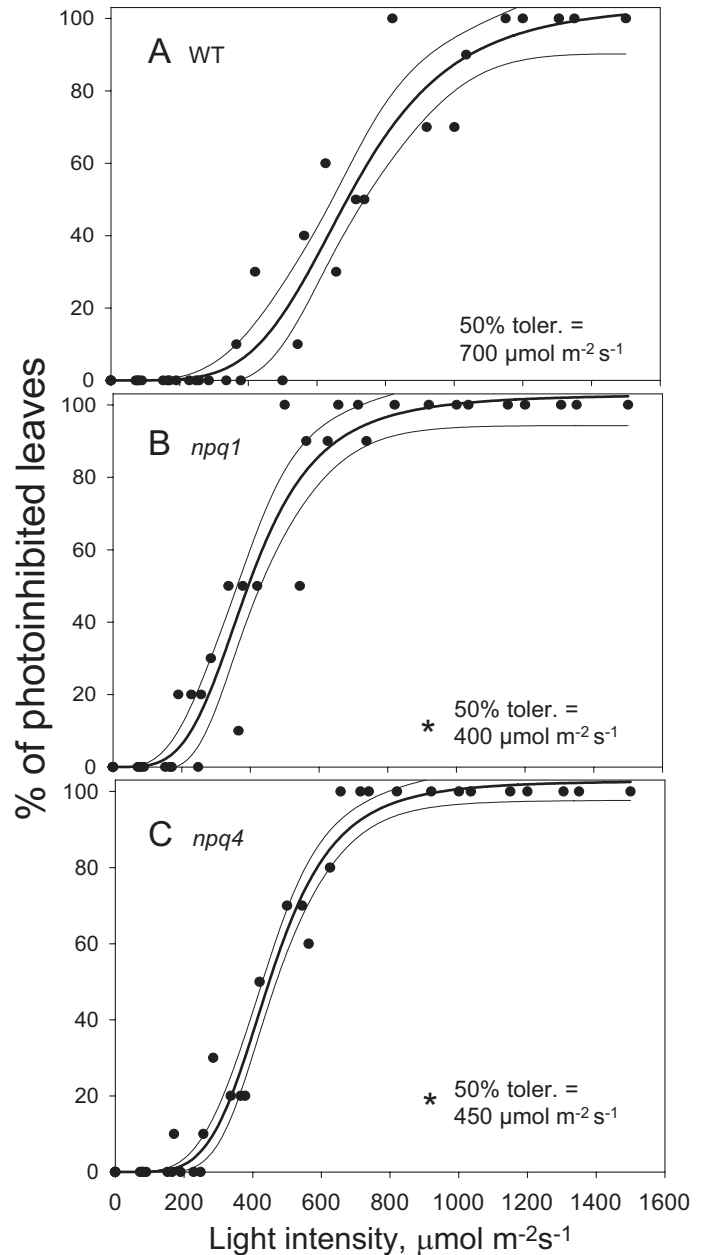 % of photoinhibited leaves
A WT
100
80
60
40
20
0
50% toler. =
700 μmol m-2 s-1
B npq1
100
80
60
40
20
0
* 50% toler. =
400 μmol m-2 s-1
C npq4
100
80
60
40
20
0
* 50% toler. =
450 μmol m-2 s-1
0 200 400 600 800 1000 1200 1400 1600
Light intensity, μmol m-2s-1